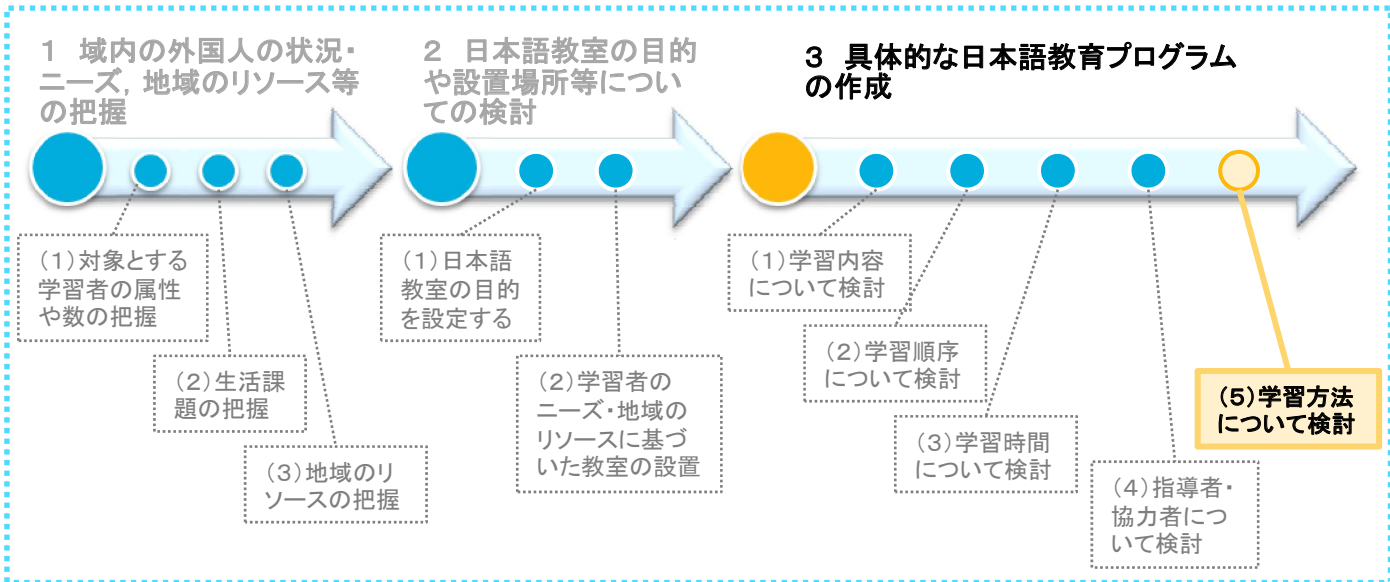 １ 域内の外国人の状況・
ニーズ，地域のリソース等
の把握
２ 日本語教室の目的
や設置場所等につい
ての検討
３ 具体的な日本語教育プログラム
の作成
（１）対象とする
学習者の属性
や数の把握
（２）生活課
題の把握
（３）地域のリ
ソースの把握
（１）日本語
教室の目的
を設定する
（２）学習者の
ニーズ・地域の
リソースに基づ
いた教室の設置
（１）学習内容
について検討
（２）学習順序
について検討
（３）学習時間
について検討
（４）指導者・
協力者につ
いて検討
（５）学習方法
について検討